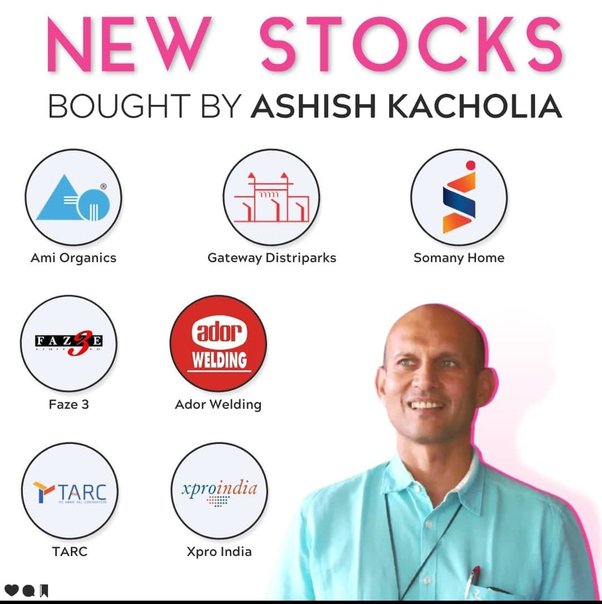 NEW STOCKS
BOUGHT BY ASHISH KACHOLIA
®
Ami Organics
Gateway Distriparks
Somany Home
FAZE
3
LIMITED
Faze 3
ador
WELDING
Ador Welding
TARC
TARC
xproindia
Xpro India